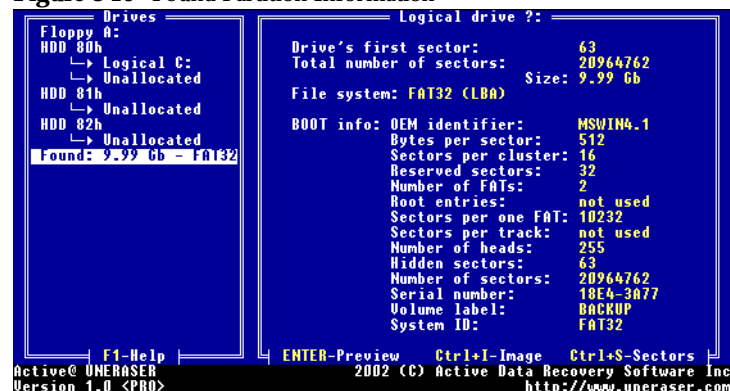 Drives
Floppy A:
HDD 80h
Logical C:
Unallocated
HDD 81h
Unallocated
HDD 82h
Unallocated
Found: 9.99 Gb - FAT32
F1-Help
Logical drive ?:
Drive's first sector: 63
Total number of sectors: 20964762
Size: 9.99 Gb
File system: FAT32 (LBA)
BOOT info: OEM identifier: MSWIN4.1
Bytes per sector: 512
Sectors per cluster: 16
Reserved sectors: 32
Number of FATs: 2
Root entries: not used
Sectors per one FAT: 10232
Sectors per track: not used
Number of heads: 255
Hidden sectors: 63
Number of sectors: 20964762
Serial number: 18E4-3A77
Volume label: BACKUP
System ID: FAT32
ENTER-Preview Ctrl+I-Image Ctrl+S-Sectors
Active@ UNERASER 2002 (C) Active Data Recovery Software Inc
Version 1.0 <PRO> http://www.uneraser.com